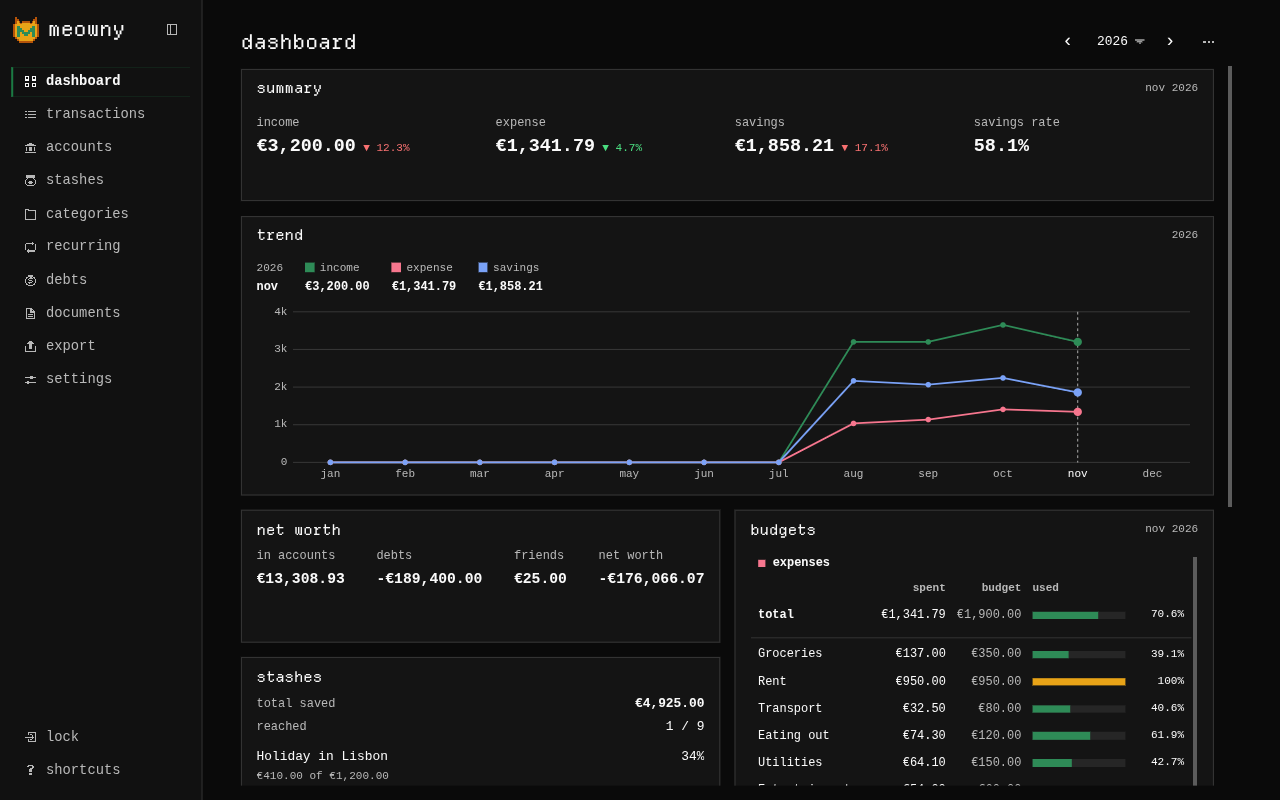 meowny
dashboard
transactions
accounts
stashes
categories
recurring
debts
documents
export
settings
lock
? shortcuts
dashboard
‹ 2026 › ...
summary nov 2026
income expense savings savings rate
€3,200.00 ▼ 12.3% €1,341.79 ▼ 4.7% €1,858.21 ▼ 17.1% 58.1%
trend 2026
2026 income expense savings
nov €3,200.00 €1,341.79 €1,858.21
4k
3k
2k
1k
0
jan feb mar apr may jun jul aug sep oct nov dec
net worth
in accounts debts friends net worth
€13,308.93 -€189,400.00 €25.00 -€176,066.07
stashes
total saved €4,925.00
reached 1 / 9
Holiday in Lisbon 34%
€410.00 of €1,200.00
budgets nov 2026
expenses
spent budget used
total €1,341.79 €1,900.00 70.6%
Groceries €137.00 €350.00 39.1%
Rent €950.00 €950.00 100%
Transport €32.50 €80.00 40.6%
Eating out €74.30 €120.00 61.9%
Utilities €64.10 €150.00 42.7%